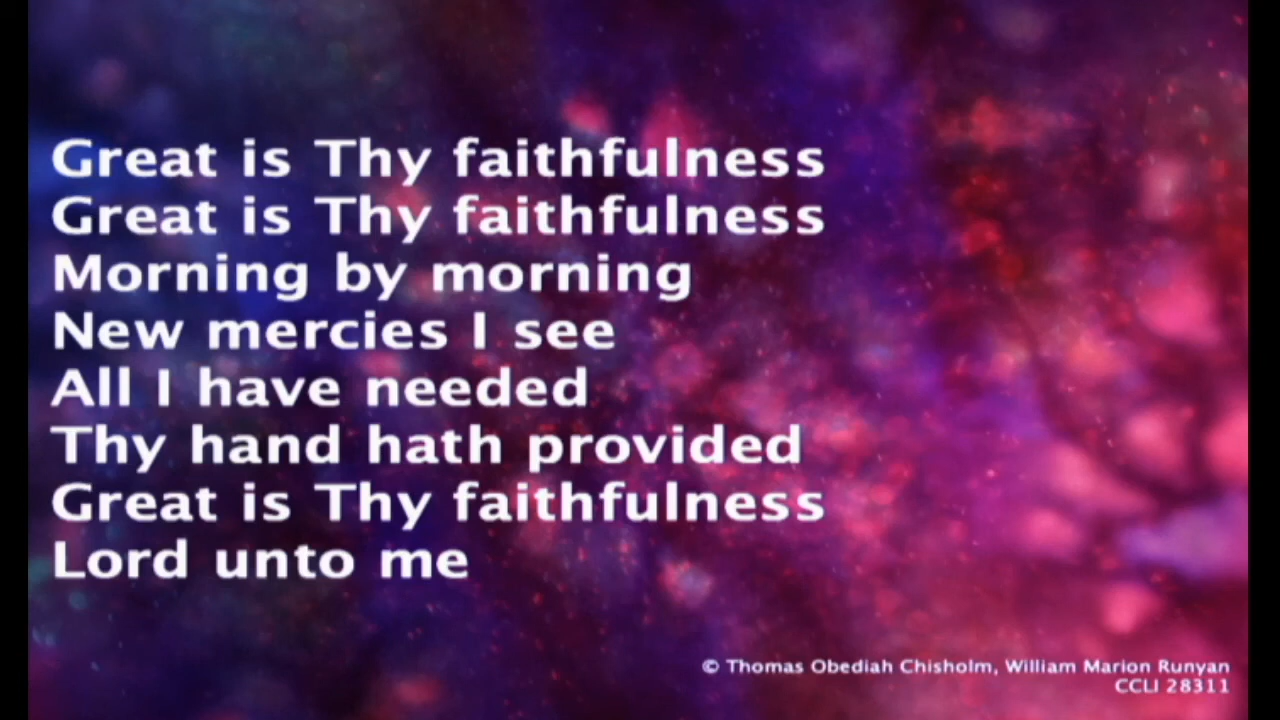 Great is Thy faithfulness
Great is Thy faithfulness
Morning by morning
New mercies I see
All I have needed
Thy hand hath provided
Great is Thy faithfulness
Lord unto me
© Thomas Obediah Chisholm, William Marion Runyan
CCLI 28311